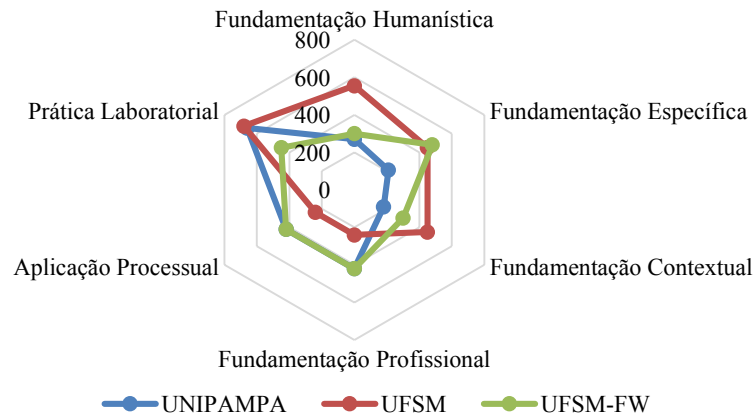 Fundamentação Humanística
800
600
Prática Laboratorial
Fundamentação Específica
400
200
0
Aplicação Processual
Fundamentação Contextual
Fundamentação Profissional
UNIPAMPA
UFSM
UFSM-FW